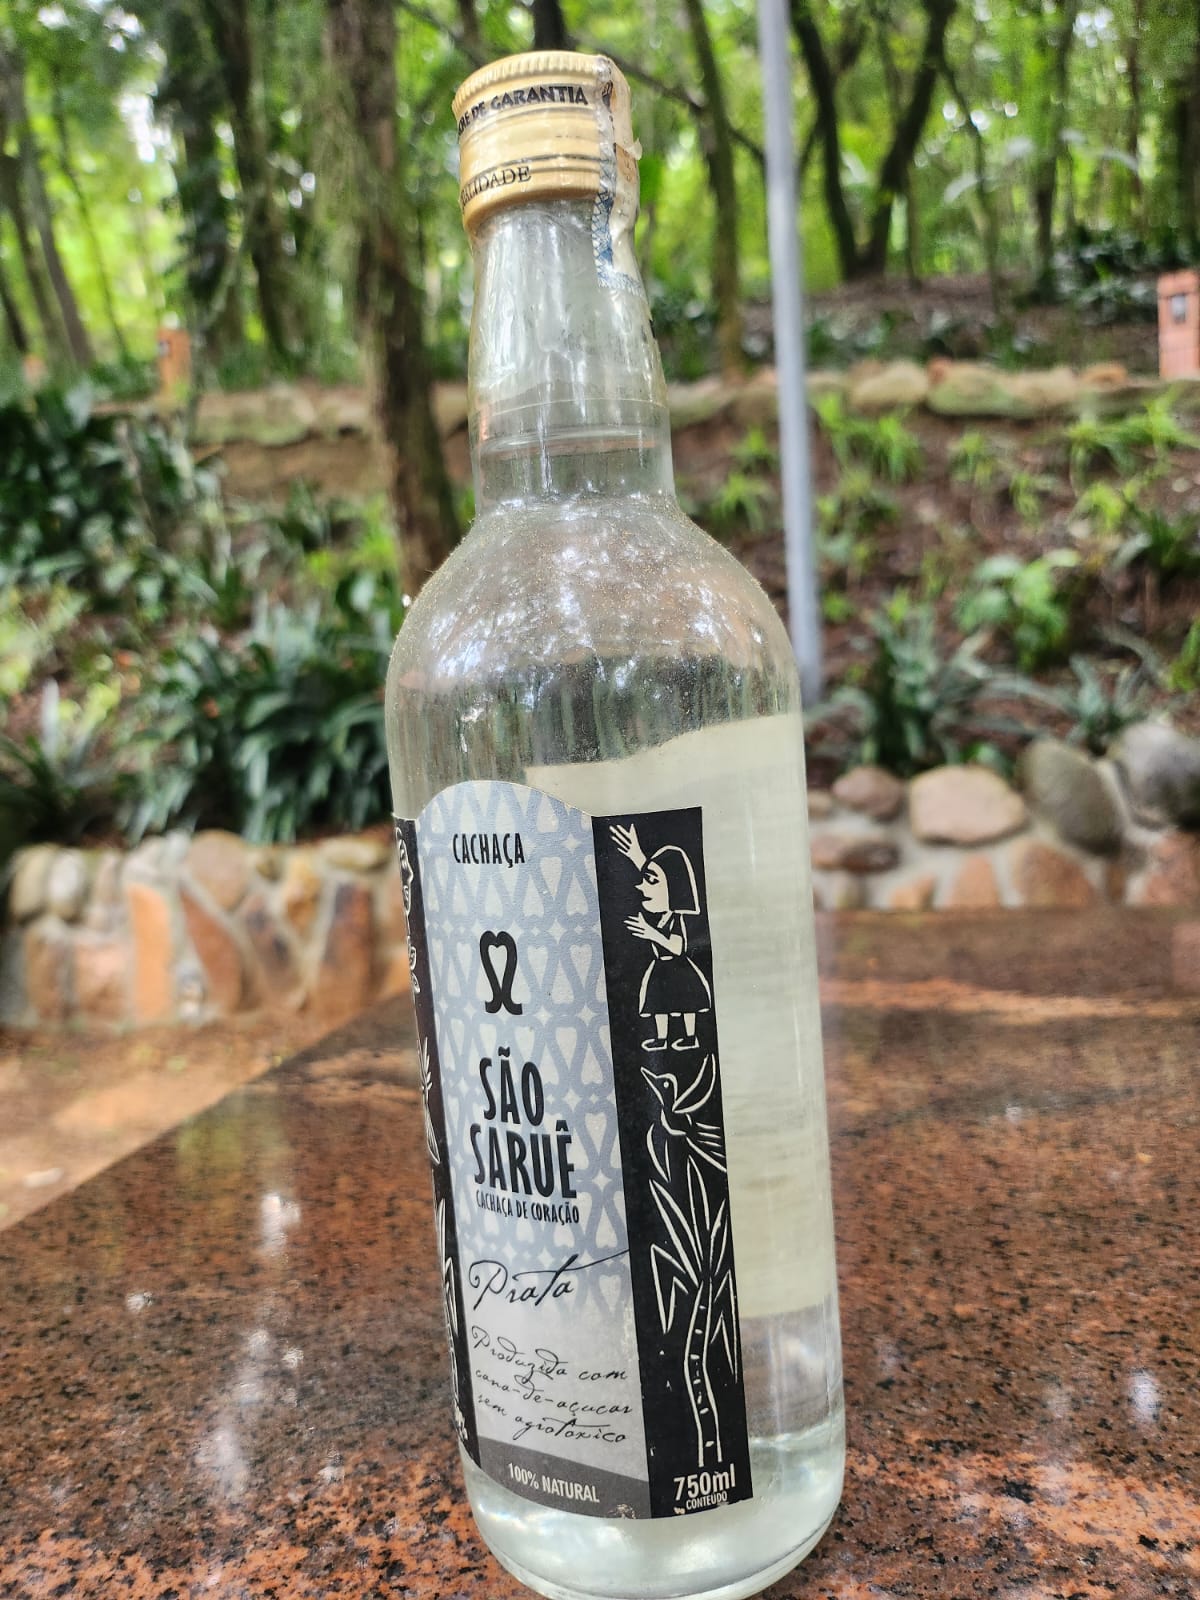 DE GARANTIA
CACHAÇA
SÃO
SARUÊ
CACHAÇA DE CORAÇÃO
Prata
Produzida com
cana-de-açucar
sem agrotoxico
100% NATURAL
750ml
CONTEÚDO